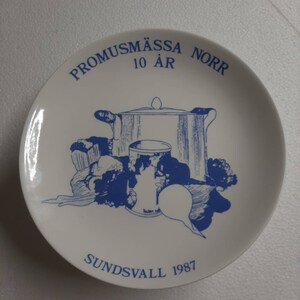 PROMUSMÄSSA NORR
10 ÅR
SUNDSVALL 1987